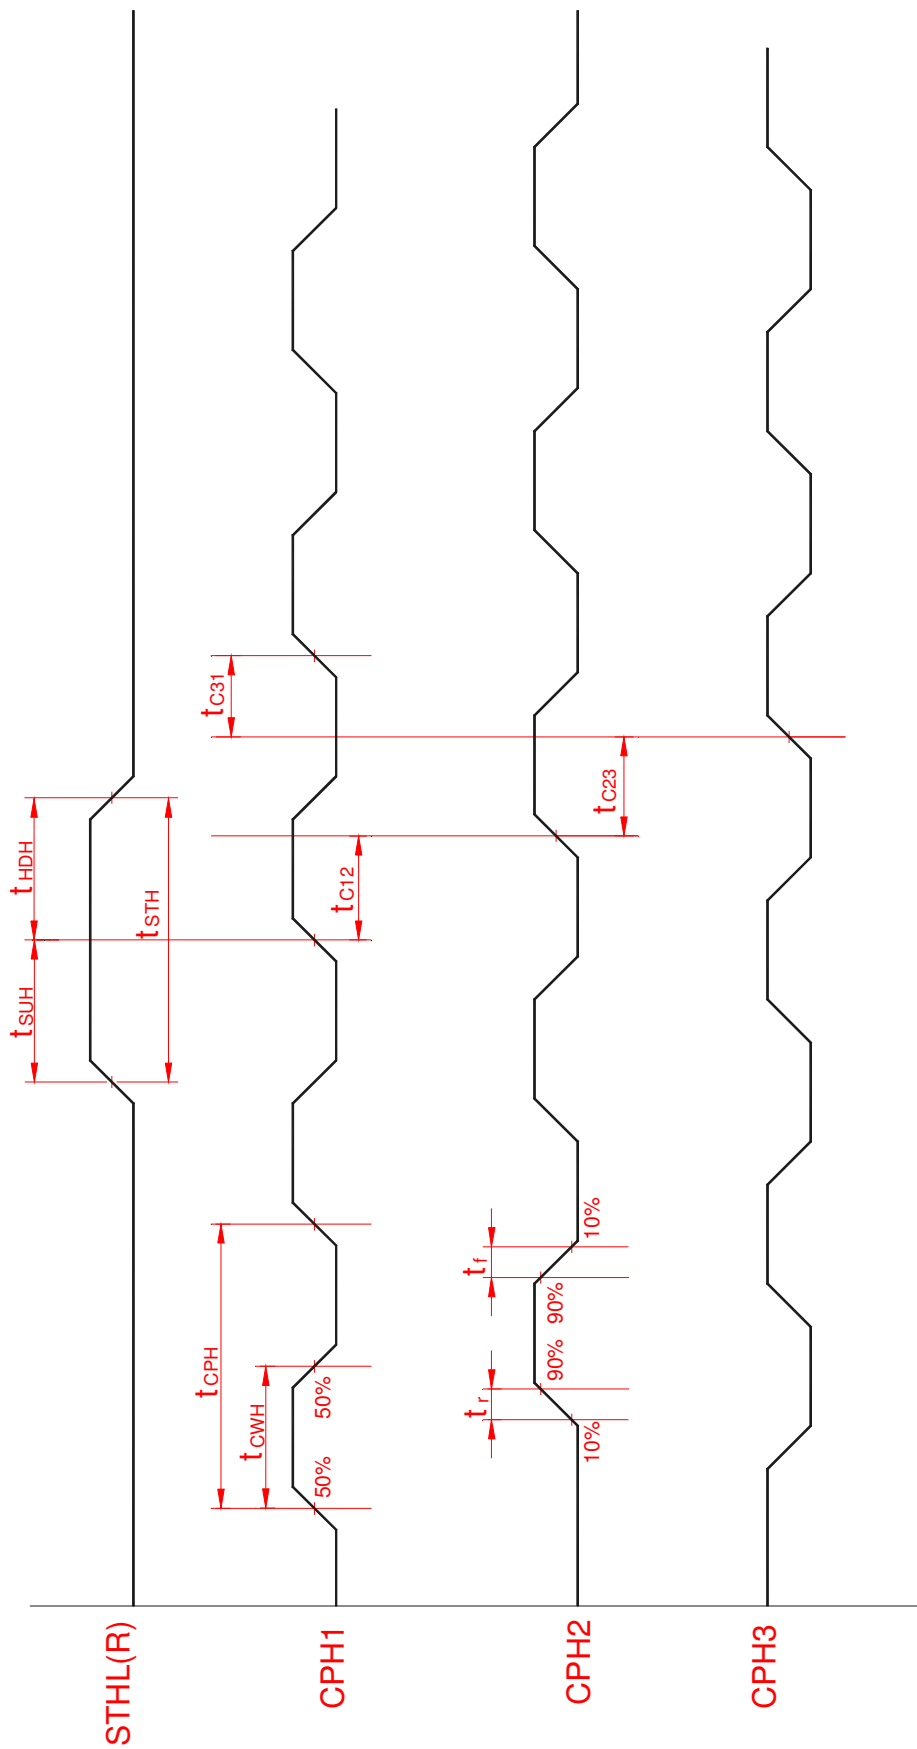 STHL(R)
tSUH
tHDH
tSTH
CPH1
tCPH
tCWH
50%
50%
tC12
tC31
CPH2
tr
tf
10%
90%
90%
10%
tC23
CPH3